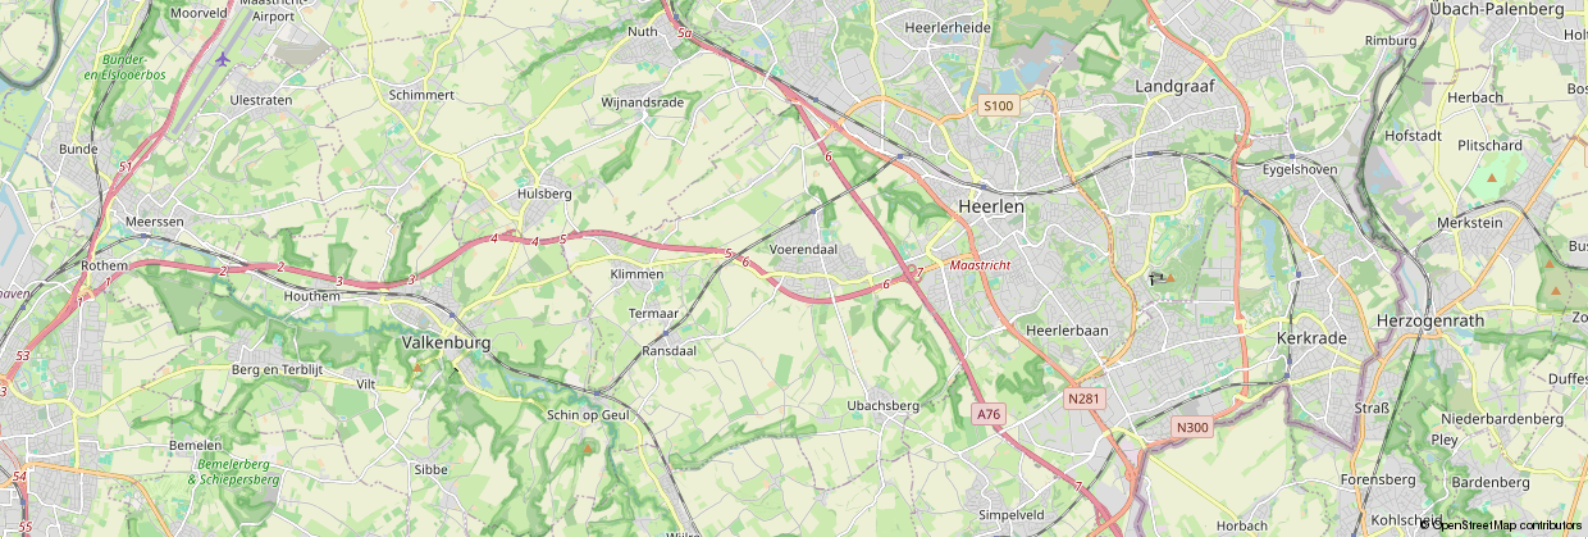 Moorveld
Maastricht-
Airport
Übach-Palenberg
Nuth
5a
Heerlerheide
Rimburg
Bunder-
en Elslooërbos
Ulestraten
Schimmert
Wijnandsrade
S100
Landgraaf
Herbach
Hofstadt
Plitschard
Bunde
51
6
Eygelshoven
Hulsberg
Heerlen
Meerssen
Merkstein
4
4
5
Voerendaal
5
6
Maastricht
7
Rothem
2
2
3
3
Klimmen
6
1
1
Houthem
Termaar
Heerlerbaan
Herzogenrath
Valkenburg
Kerkrade
53
Ransdaal
Berg en Terblijt
Vilt
N281
Schin op Geul
Ubachsberg
A76
Straß
Niederbardenberg
N300
Pley
Bemelen
Bemelerberg
& Schiepersberg
Sibbe
54
7
Forensberg
Bardenberg
55
Simpelveld
Horbach
Kohlscheid
© OpenStreetMap contributors